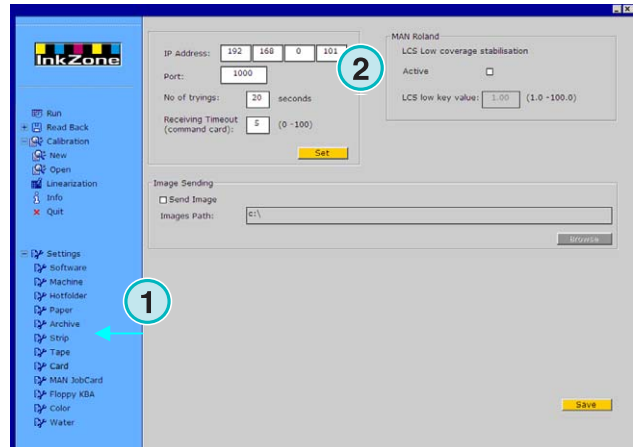 InkZone
Run
Read Back
Calibration
New
Open
Linearization
Info
Quit
Settings
Software
Machine
Hotfolder
Paper
Archive
Strip
Tape
Card
MAN JobCard
Floppy KBA
Color
Water
1
IP Address: 192 168 0 101
Port: 1000
No of tryings: 20 seconds
Receiving Timeout
(command card): 5 (0 -100)
Set
2
MAN Roland
LCS Low coverage stabilisation
Active
LCS low key value: 1.00 (1.0 -100.0)
Image Sending
Send Image
Images Path: c:\
Browse
Save